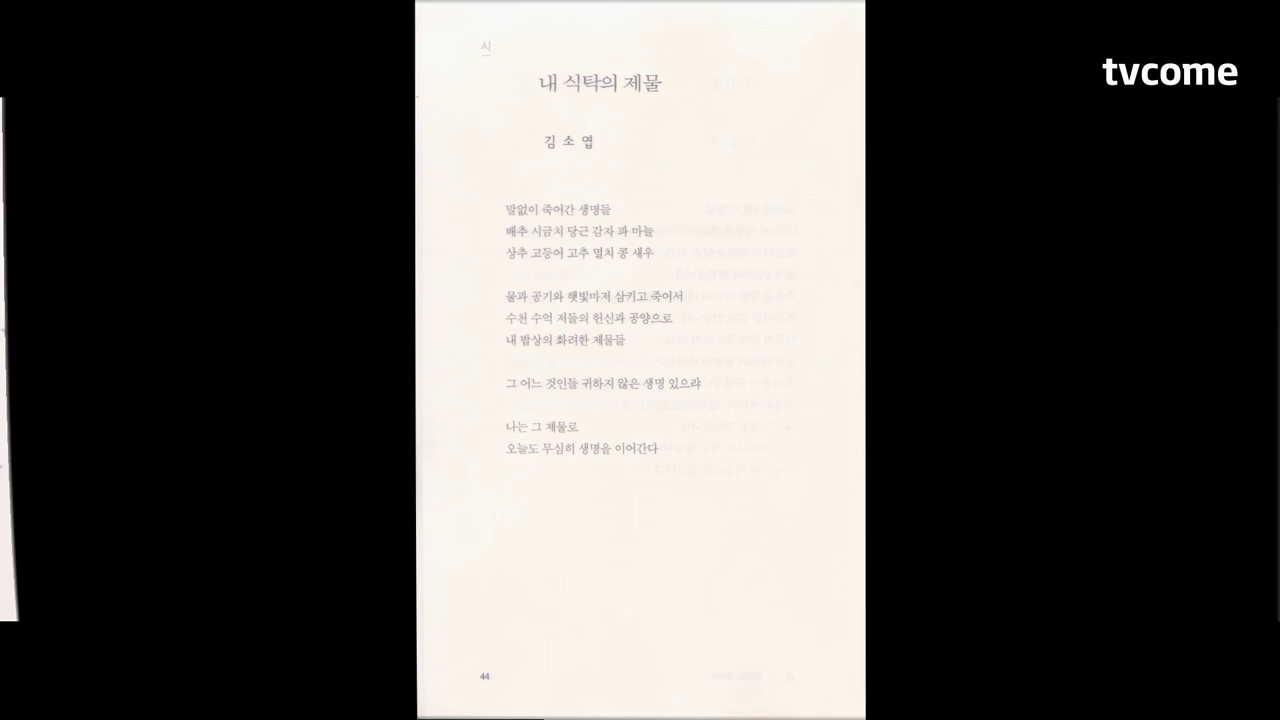 tvcome
시
내 식탁의 제물
김 소 엽
말없이 죽어간 생명들
배추 시금치 당근 감자 파 마늘
상추 고등어 고추 멸치 콩 새우
물과 공기와 햇빛마저 삼키고 죽어서
수천 수억 저들의 헌신과 공양으로
내 밥상의 화려한 제물들
그 어느 것인들 귀하지 않은 생명 있으랴
나는 그 제물로
오늘도 무심히 생명을 이어간다
44